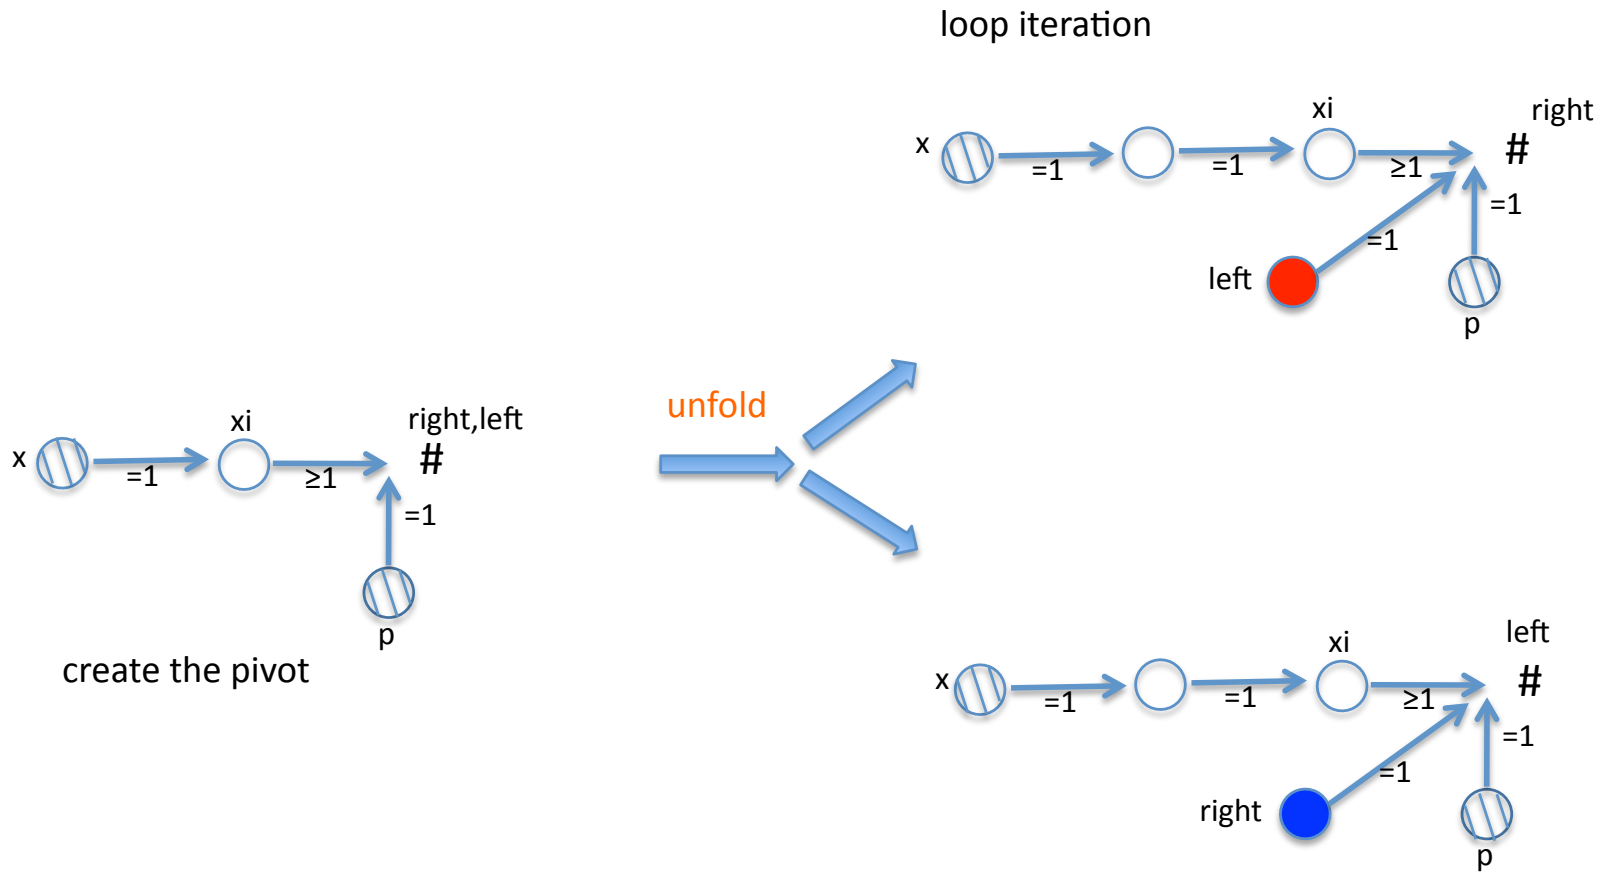 loop iteration
right
xi
x
#
=1
=1
≥1
=1
=1
left
p
unfold
right,left
xi
x
#
=1
≥1
=1
p
create the pivot
left
xi
x
#
=1
=1
≥1
=1
=1
right
p